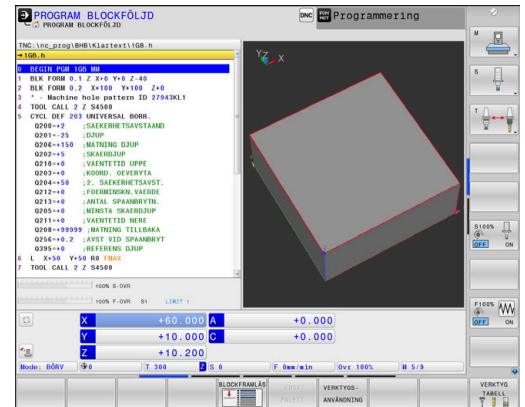 PROGRAM BLOCKFÖLJD
PROGRAM BLOCKFÖLJD
DNC
Programmering
TNC:\nc_prog\BHB\Klartext\1GB.h
→1GB.h
0 BEGIN PGM 1GB MM
1 BLK FORM 0.1 Z X+0 Y+0 Z-40
2 BLK FORM 0.2 X+100 Y+100 Z+0
3 * - Machine hole pattern ID 27943KL1
4 TOOL CALL 2 Z S4500
5 CYCL DEF 203 UNIVERSAL BORR.
Q200=+2 ;SAEKERHETSAVSTAAND
Q201=-25 ;DJUP
Q206=+150 ;MATNING DJUP
Q202=+5 ;SKAERDJUP
Q210=+0 ;VAENTETID UPPE
Q203=+0 ;KOORD. OEVERYTA
Q204=+50 ;2. SAEKERHETSAVST.
Q212=+0 ;FOERMINSKN.VAERDE
Q213=+0 ;ANTAL SPAANBRYTN.
Q205=+0 ;MINSTA SKAERDJUP
Q211=+0 ;VAENTETID NERE
Q208=+99999 ;MATNING TILLBAKA
Q256=+0.2 ;AVST VID SPAANBRYT
Q395=+0 ;REFERENS DJUP
6 L X+50 Y+50 R0 FMAX
7 TOOL CALL 2 Z S4500
Y Z X
M
S
T
100% S-OVR
100% F-OVR S1 LIMIT 1
S100%
OFF ON
F100%
OFF ON
X +60.000 A +0.000
Y +10.000 C +0.000
Z +10.200
Mode: BÖRV 0 T 300 Z S 0 F 0mm/min Ovr 100% M 5/9
BLOCKFRAMLÄS
VERKTYGS-
ANVÄNDNING
VERKTYG
TABELL